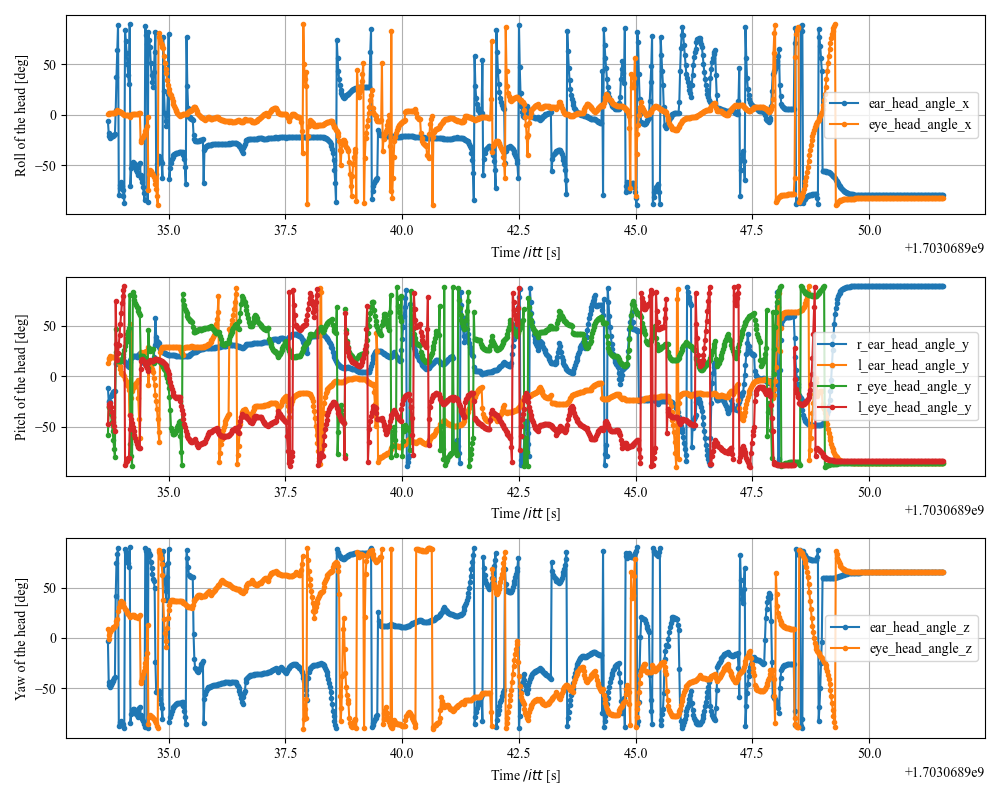 Roll of the head [deg]
50
0
−50
ear_head_angle_x
eye_head_angle_x
35.0 37.5 40.0 42.5 45.0 47.5 50.0
Time /itt [s]
+1.7030689e9
Pitch of the head [deg]
50
0
−50
r_ear_head_angle_y
l_ear_head_angle_y
r_eye_head_angle_y
l_eye_head_angle_y
35.0 37.5 40.0 42.5 45.0 47.5 50.0
Time /itt [s]
+1.7030689e9
Yaw of the head [deg]
50
0
−50
ear_head_angle_z
eye_head_angle_z
35.0 37.5 40.0 42.5 45.0 47.5 50.0
Time /itt [s]
+1.7030689e9